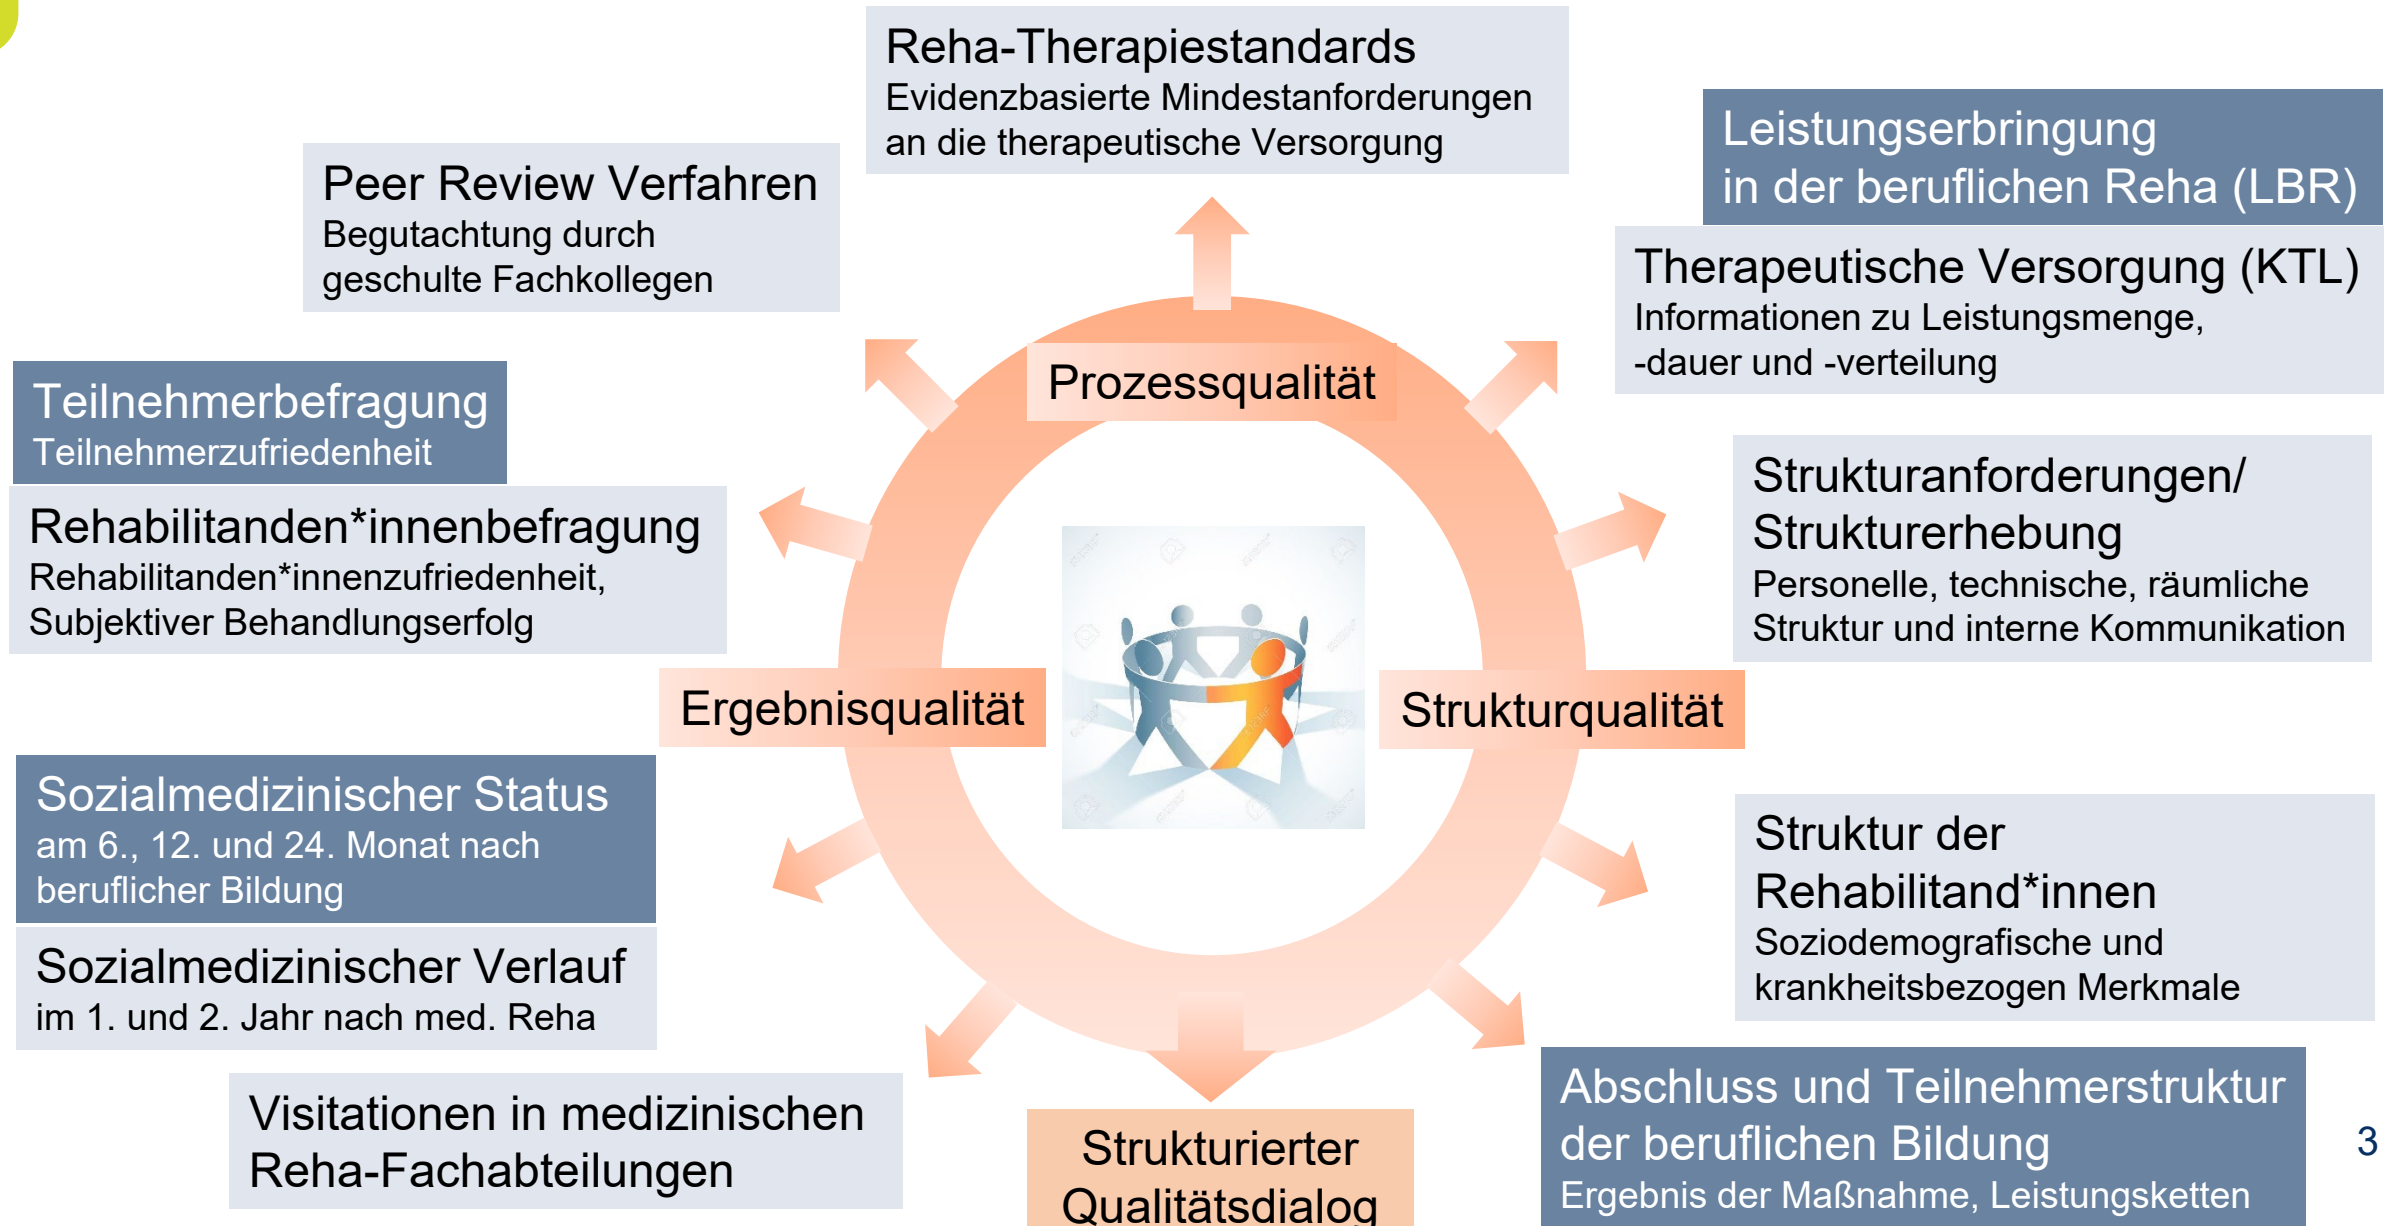 Reha-Therapiestandards
Evidenzbasierte Mindestanforderungen
an die therapeutische Versorgung
Leistungserbringung
in der beruflichen Reha (LBR)
Peer Review Verfahren
Begutachtung durch
geschulte Fachkollegen
Therapeutische Versorgung (KTL)
Informationen zu Leistungsmenge,
-dauer und -verteilung
Prozessqualität
Teilnehmerbefragung
Teilnehmerzufriedenheit
Rehabilitanden*innenbefragung
Rehabilitanden*innenzufriedenheit,
Subjektiver Behandlungserfolg
Strukturanforderungen/
Strukturerhebung
Personelle, technische, räumliche
Struktur und interne Kommunikation
Ergebnisqualität
Strukturqualität
Sozialmedizinischer Status
am 6., 12. und 24. Monat nach
beruflicher Bildung
Sozialmedizinischer Verlauf
im 1. und 2. Jahr nach med. Reha
Struktur der
Rehabilitand*innen
Soziodemografische und
krankheitsbezogen Merkmale
Visitationen in medizinischen
Reha-Fachabteilungen
Strukturierter
Qualitätsdialog
Abschluss und Teilnehmerstruktur
der beruflichen Bildung
Ergebnis der Maßnahme, Leistungsketten
3